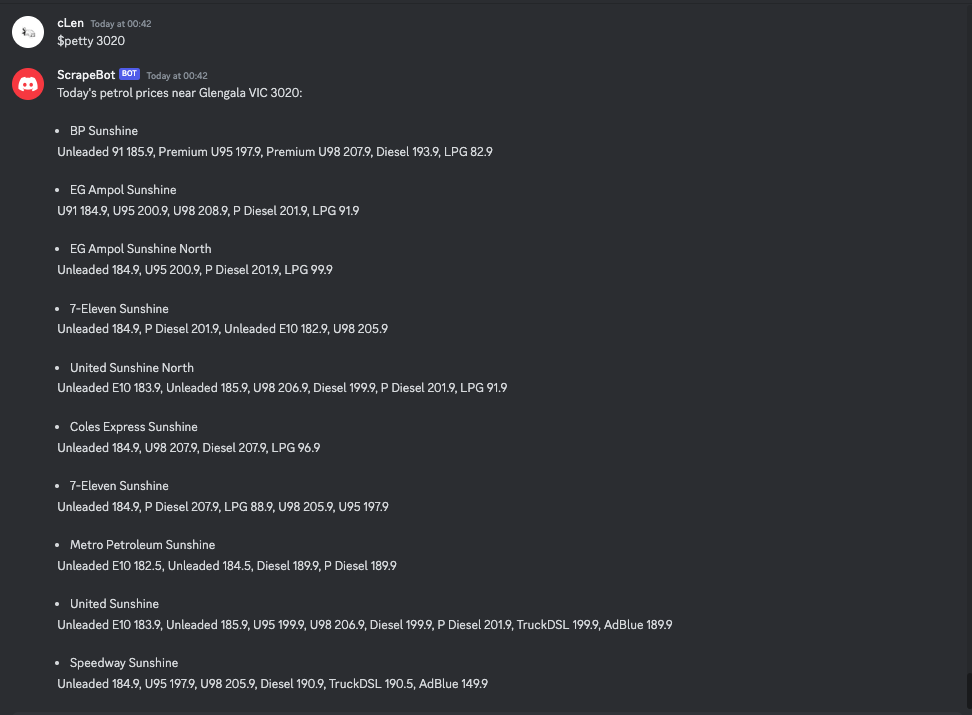 cLen Today at 00:42
$petty 3020
ScrapeBot BOT Today at 00:42
Today's petrol prices near Glengala VIC 3020:
• BP Sunshine
Unleaded 91 185.9, Premium U95 197.9, Premium U98 207.9, Diesel 193.9, LPG 82.9
• EG Ampol Sunshine
U91 184.9, U95 200.9, U98 208.9, P Diesel 201.9, LPG 91.9
• EG Ampol Sunshine North
Unleaded 184.9, U95 200.9, P Diesel 201.9, LPG 99.9
• 7-Eleven Sunshine
Unleaded 184.9, P Diesel 201.9, Unleaded E10 182.9, U98 205.9
• United Sunshine North
Unleaded E10 183.9, Unleaded 185.9, U98 206.9, Diesel 199.9, P Diesel 201.9, LPG 91.9
• Coles Express Sunshine
Unleaded 184.9, U98 207.9, Diesel 207.9, LPG 96.9
• 7-Eleven Sunshine
Unleaded 184.9, P Diesel 207.9, LPG 88.9, U98 205.9, U95 197.9
• Metro Petroleum Sunshine
Unleaded E10 182.5, Unleaded 184.5, Diesel 189.9, P Diesel 189.9
• United Sunshine
Unleaded E10 183.9, Unleaded 185.9, U95 199.9, U98 206.9, Diesel 199.9, P Diesel 201.9, TruckDSL 199.9, AdBlue 189.9
• Speedway Sunshine
Unleaded 184.9, U95 197.9, U98 205.9, Diesel 190.9, TruckDSL 190.5, AdBlue 149.9